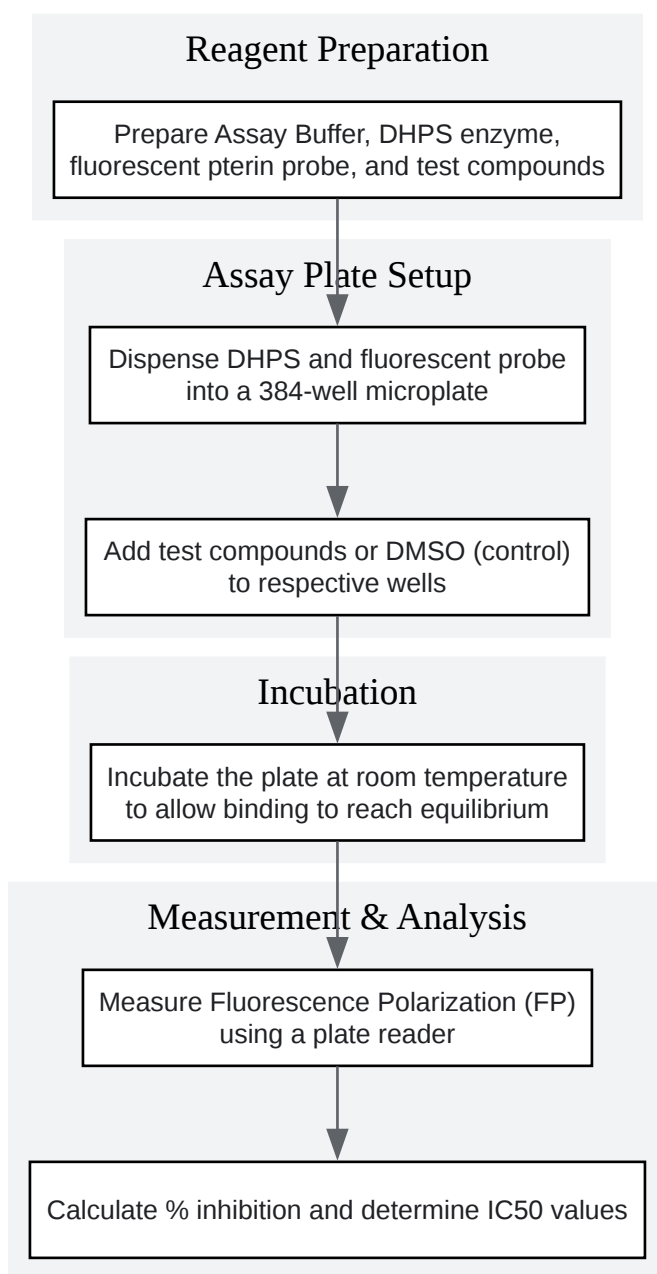 Reagent Preparation
Prepare Assay Buffer, DHPS enzyme,
fluorescent pterin probe, and test compounds
Assay Plate Setup
Dispense DHPS and fluorescent probe
into a 384-well microplate
Add test compounds or DMSO (control)
to respective wells
Incubation
Incubate the plate at room temperature
to allow binding to reach equilibrium
Measurement & Analysis
Measure Fluorescence Polarization (FP)
using a plate reader
Calculate % inhibition and determine IC50 values